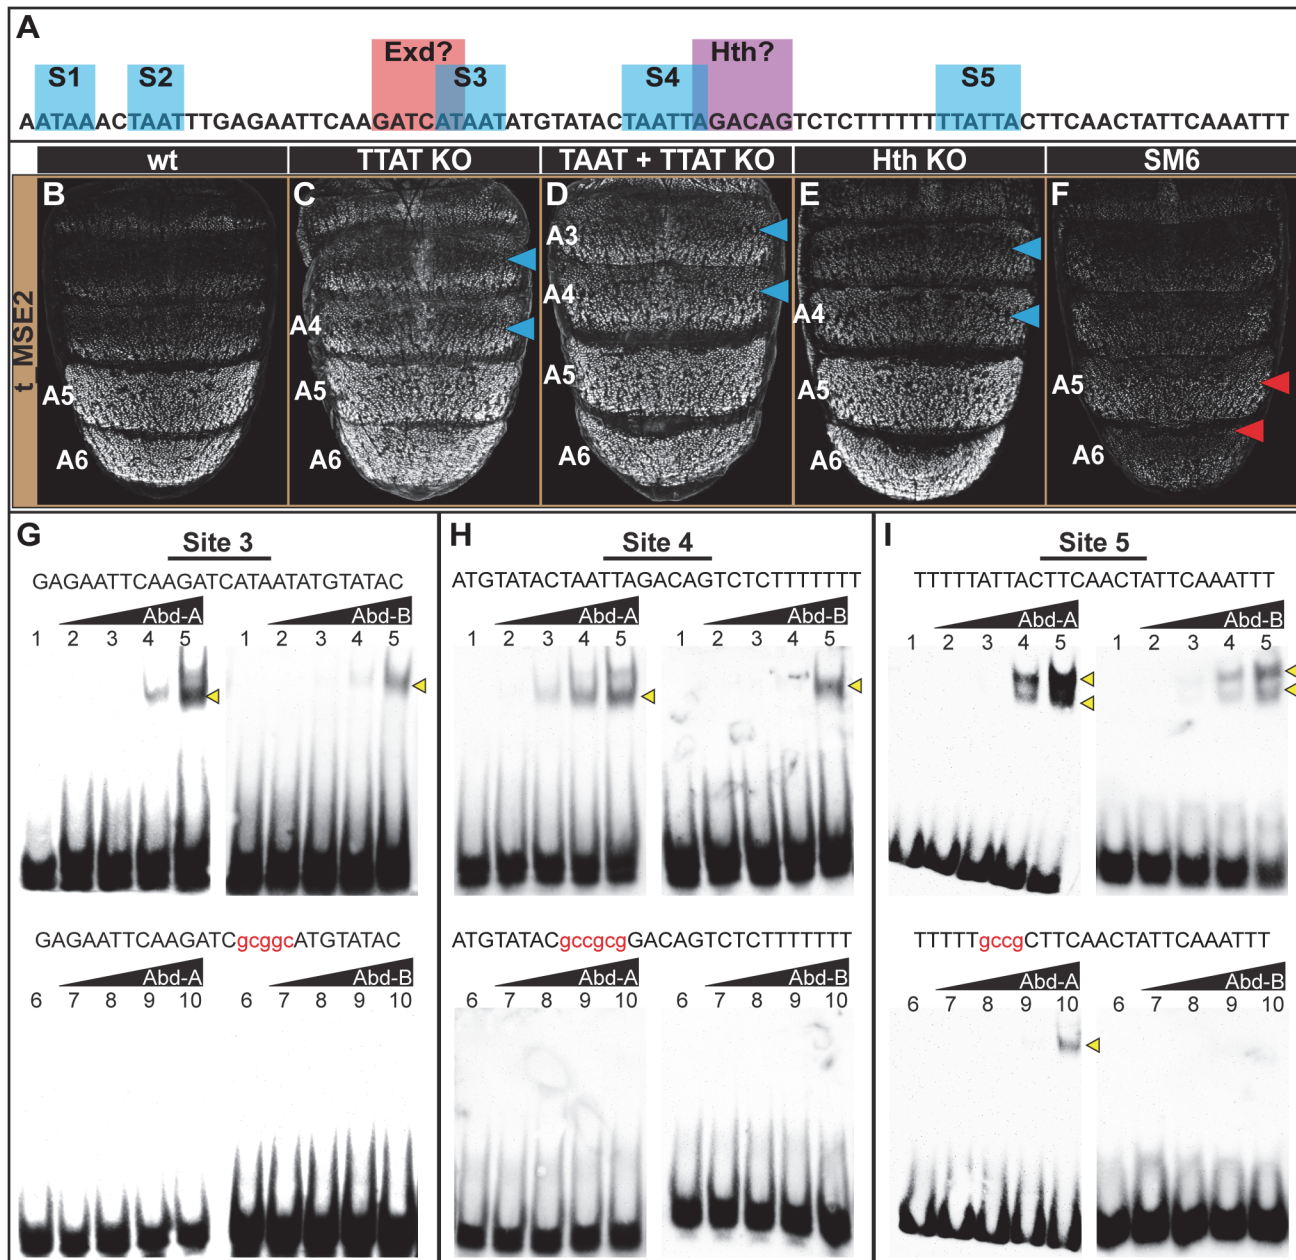 A
Exd? Hth?
S1 S2 S3 S4 S5
AATAAACTAATTTGAGAATTCAAGATCATAATATGTATACTAATTAGACAGTCTCTTTTTTTTATTACTTCAACTATTCAAATTT
wt TTAT KO TAAT + TTAT KO Hth KO SM6
t_MSE2
B C D E F
A3
A4 A4 A4
A5 A5 A5 A5
A6 A6 A6 A6
G H I
Site 3 Site 4 Site 5
GAGAATTCAAGATCATAATATGTATAC ATGTATACTAATTAGACAGTCTCTTTTTTT TTTTTATTACTTCAACTATTCAAATTT
Abd-A Abd-B Abd-A Abd-B Abd-A Abd-B
1 2 3 4 5 1 2 3 4 5 1 2 3 4 5 1 2 3 4 5 1 2 3 4 5 1 2 3 4 5
GAGAATTCAAGATCgcggcATGTATAC ATGTATACgccgcgGACAGTCTCTTTTTTT TTTTTgccgCTTCAACTATTCAAATTT
Abd-A Abd-B Abd-A Abd-B Abd-A Abd-B
6 7 8 9 10 6 7 8 9 10 6 7 8 9 10 6 7 8 9 10 6 7 8 9 10 6 7 8 9 10